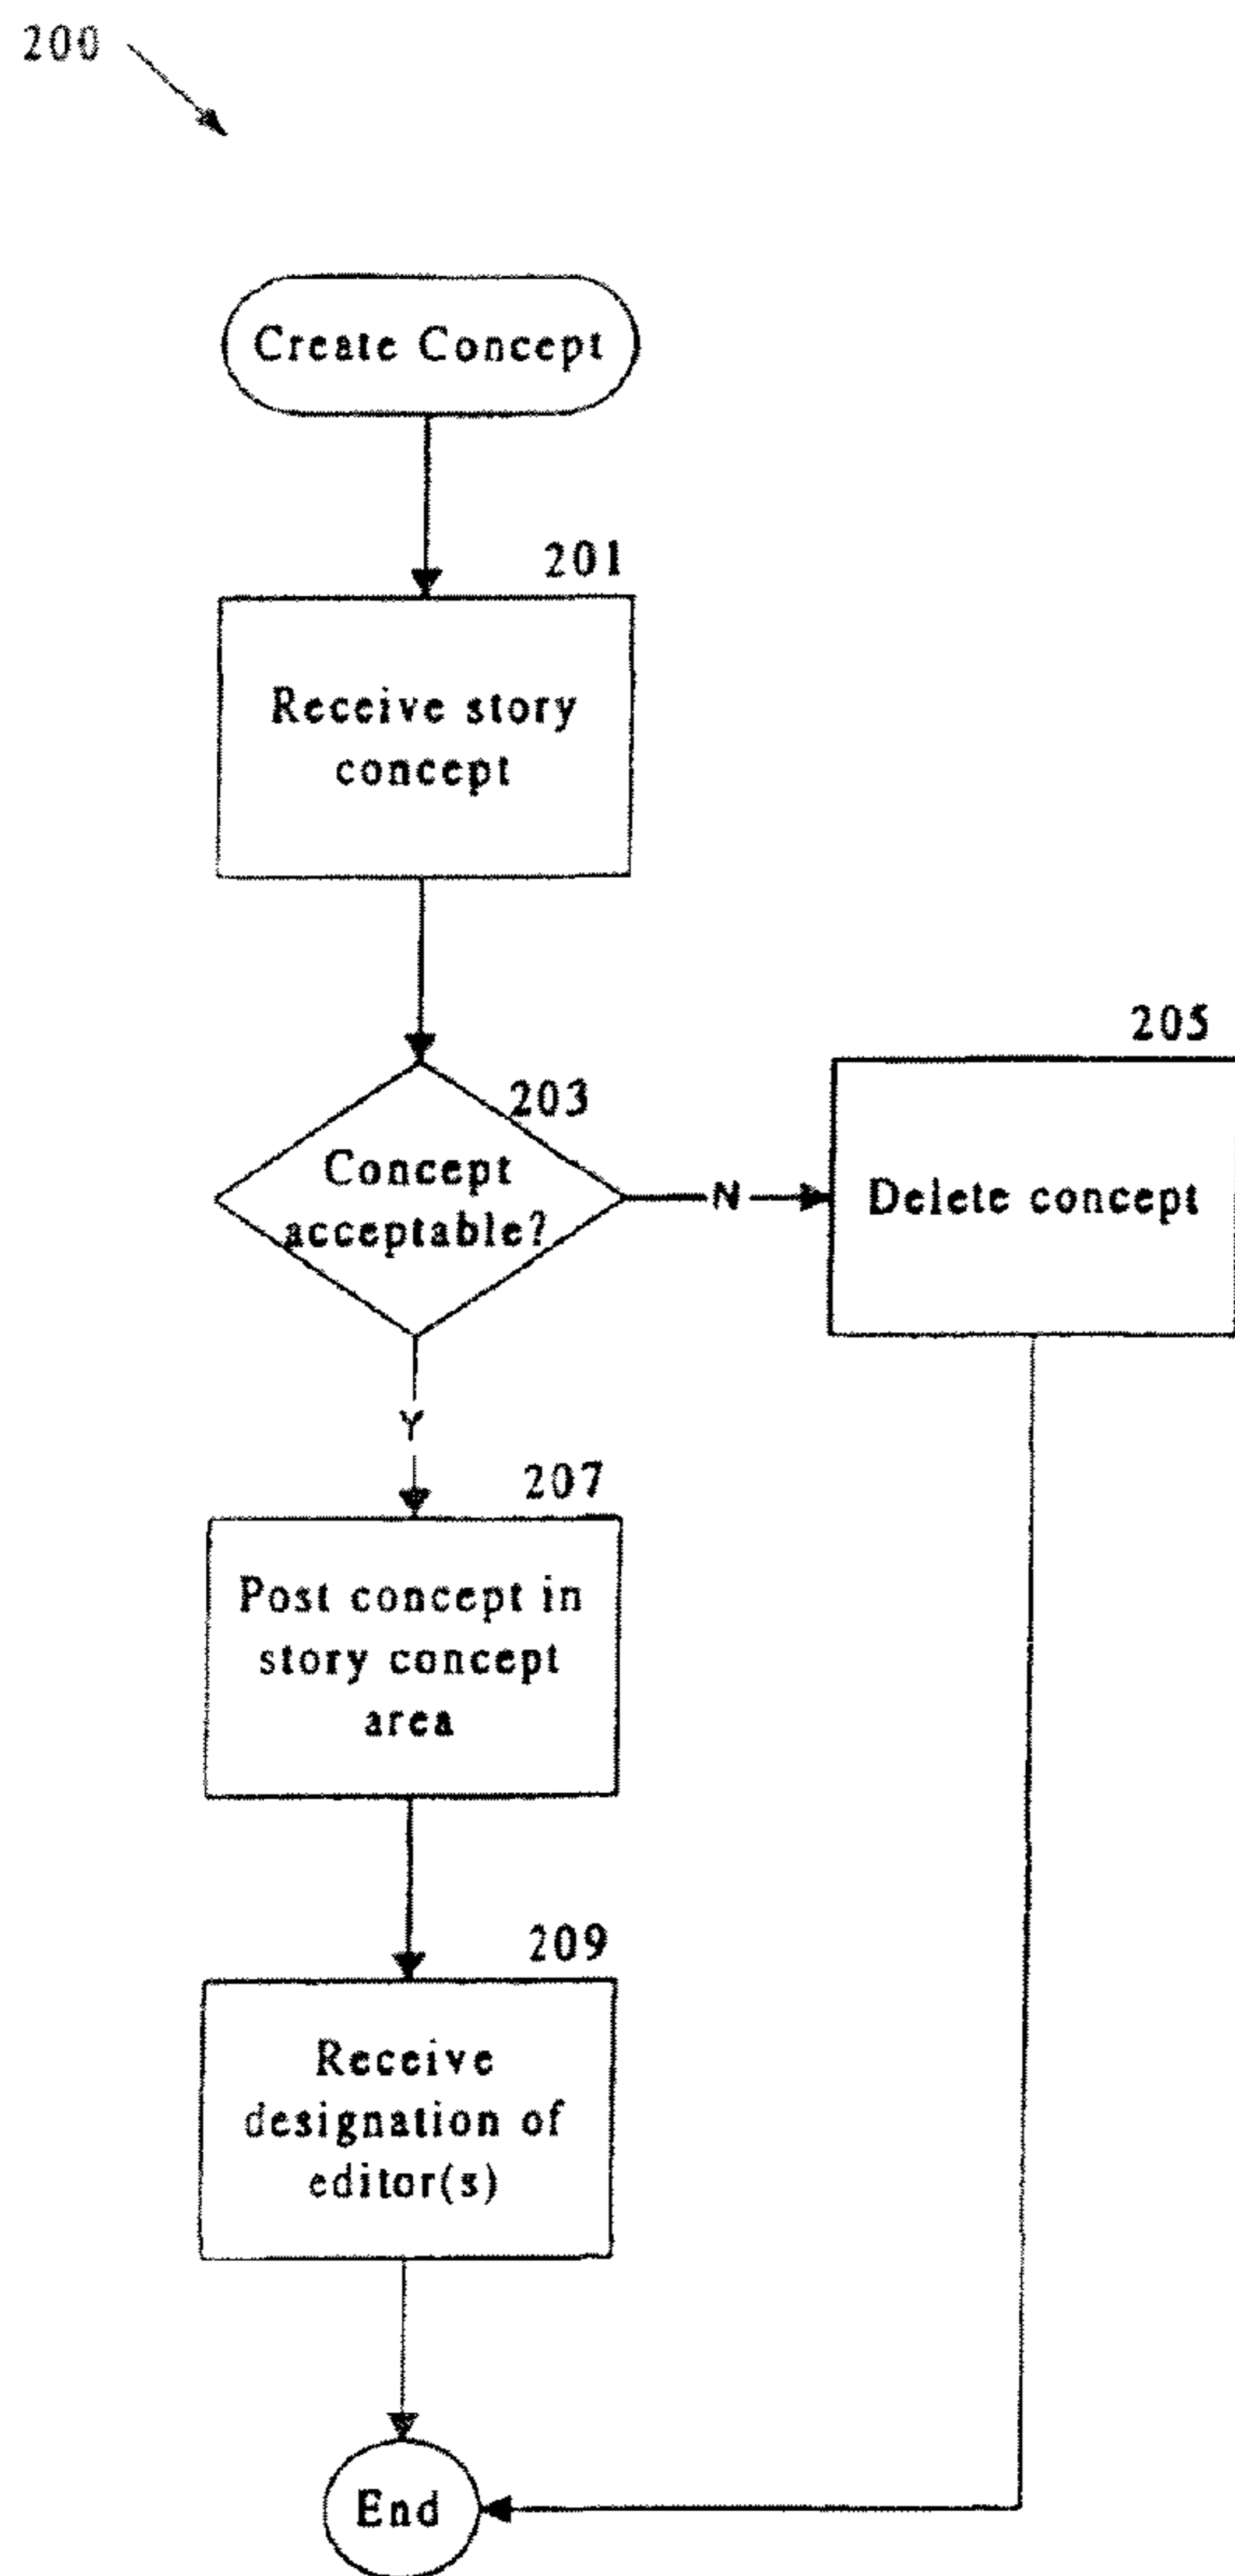 200
Create Concept
201
Receive story
concept
203
Concept
acceptable?
N
205
Delete concept
Y
207
Post concept in
story concept
area
209
Receive
designation of
editor(s)
End